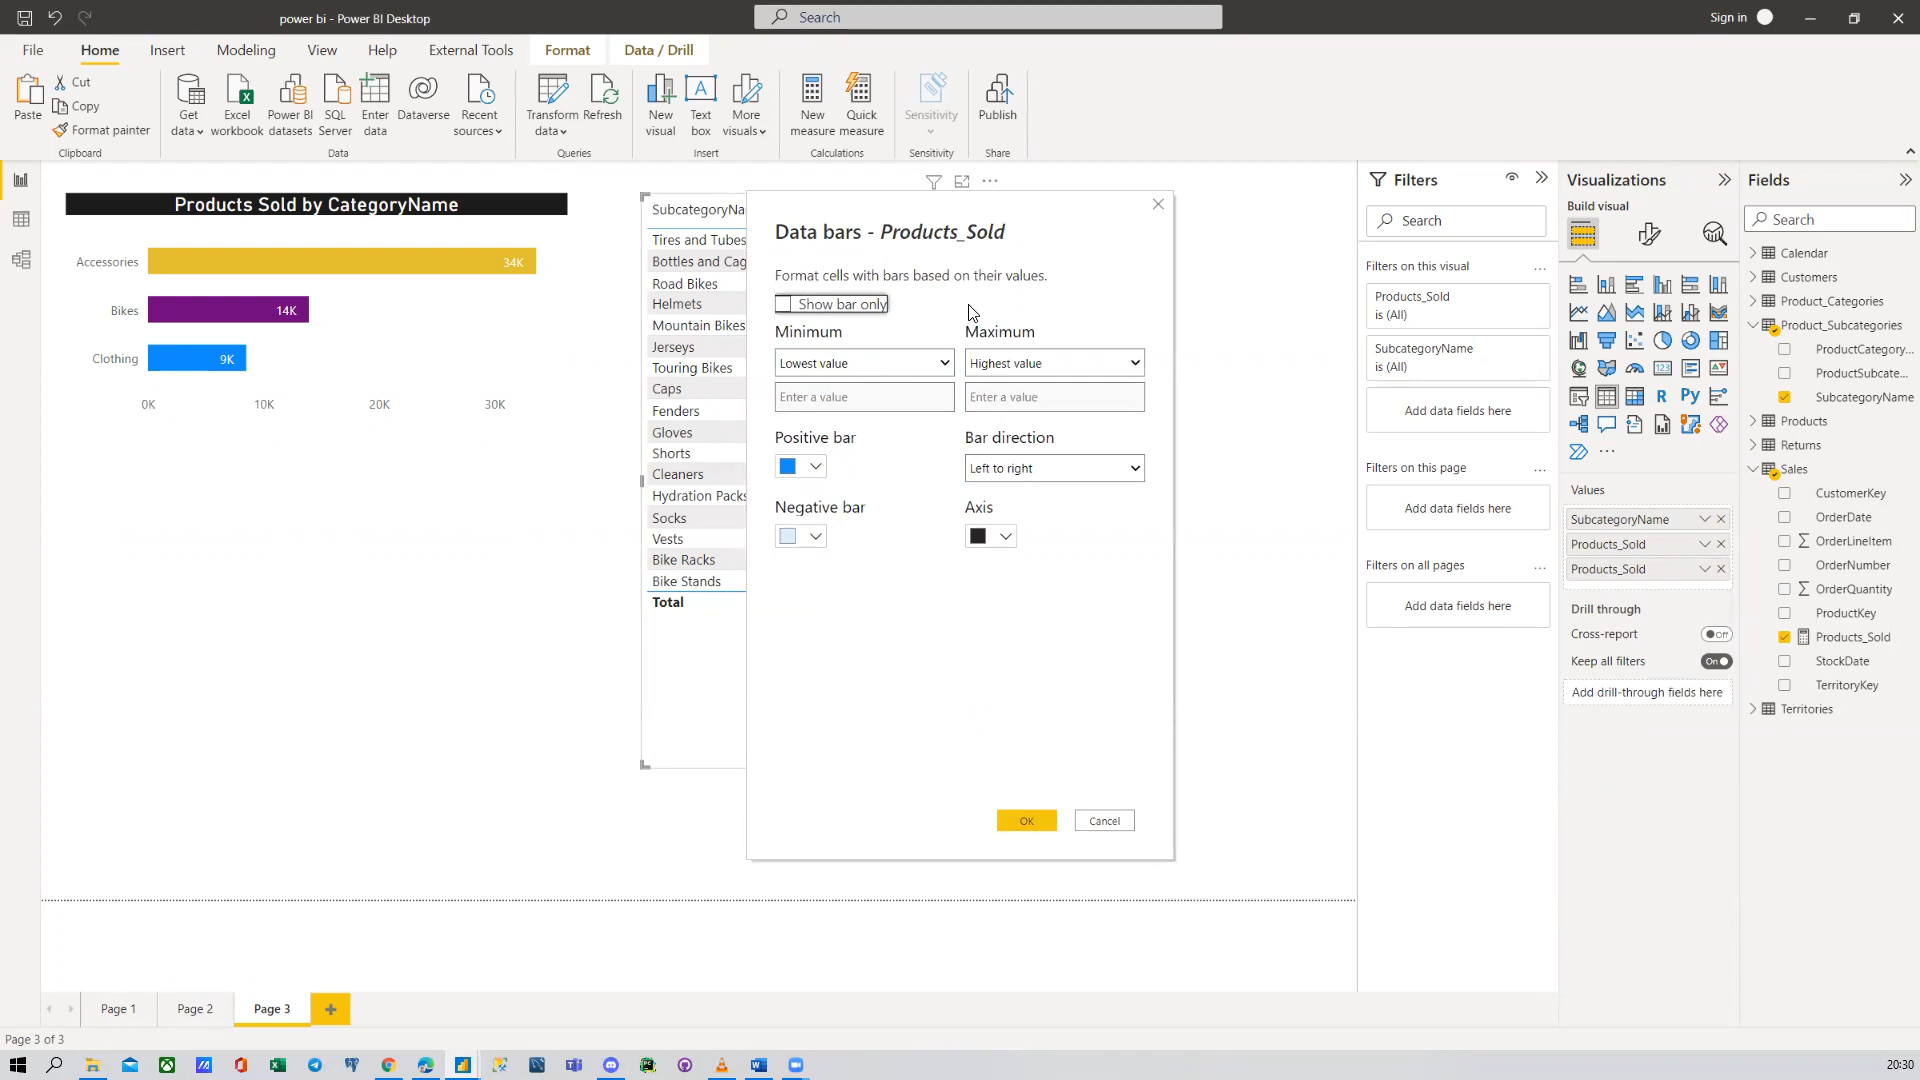 power bi - Power BI Desktop
Search
Sign in
File
Home
Insert
Modeling
View
Help
External Tools
Format
Data / Drill
Paste
Cut
Copy
Format painter
Clipboard
Get data
Excel workbook
Power BI datasets
SQL Server
Enter data
Dataverse
Recent sources
Data
Transform data
Refresh
Queries
New visual
Text box
More visuals
Insert
New measure
Quick measure
Calculations
Sensitivity
Sensitivity
Publish
Share
Products Sold by CategoryName
Accessories
34K
Bikes
14K
Clothing
9K
0K
10K
20K
30K
SubcategoryNa
Tires and Tubes
Bottles and Cag
Road Bikes
Helmets
Mountain Bikes
Jerseys
Touring Bikes
Caps
Fenders
Gloves
Shorts
Cleaners
Hydration Packs
Socks
Vests
Bike Racks
Bike Stands
Total
Data bars - Products_Sold
Format cells with bars based on their values.
Show bar only
Minimum
Maximum
Lowest value
Highest value
Enter a value
Enter a value
Positive bar
Bar direction
Left to right
Negative bar
Axis
OK
Cancel
Filters
Search
Filters on this visual
Products_Sold
is (All)
SubcategoryName
is (All)
Add data fields here
Filters on this page
Add data fields here
Filters on all pages
Add data fields here
Visualizations
Build visual
R
Py
123
Values
SubcategoryName
Products_Sold
Products_Sold
Drill through
Cross-report
Off
Keep all filters
On
Add drill-through fields here
Fields
Search
Calendar
Customers
Product_Categories
Product_Subcategories
ProductCategory...
ProductSubcate...
SubcategoryName
Products
Returns
Sales
CustomerKey
OrderDate
OrderLineItem
OrderNumber
OrderQuantity
ProductKey
Products_Sold
StockDate
TerritoryKey
Territories
Page 1
Page 2
Page 3
Page 3 of 3
20:30